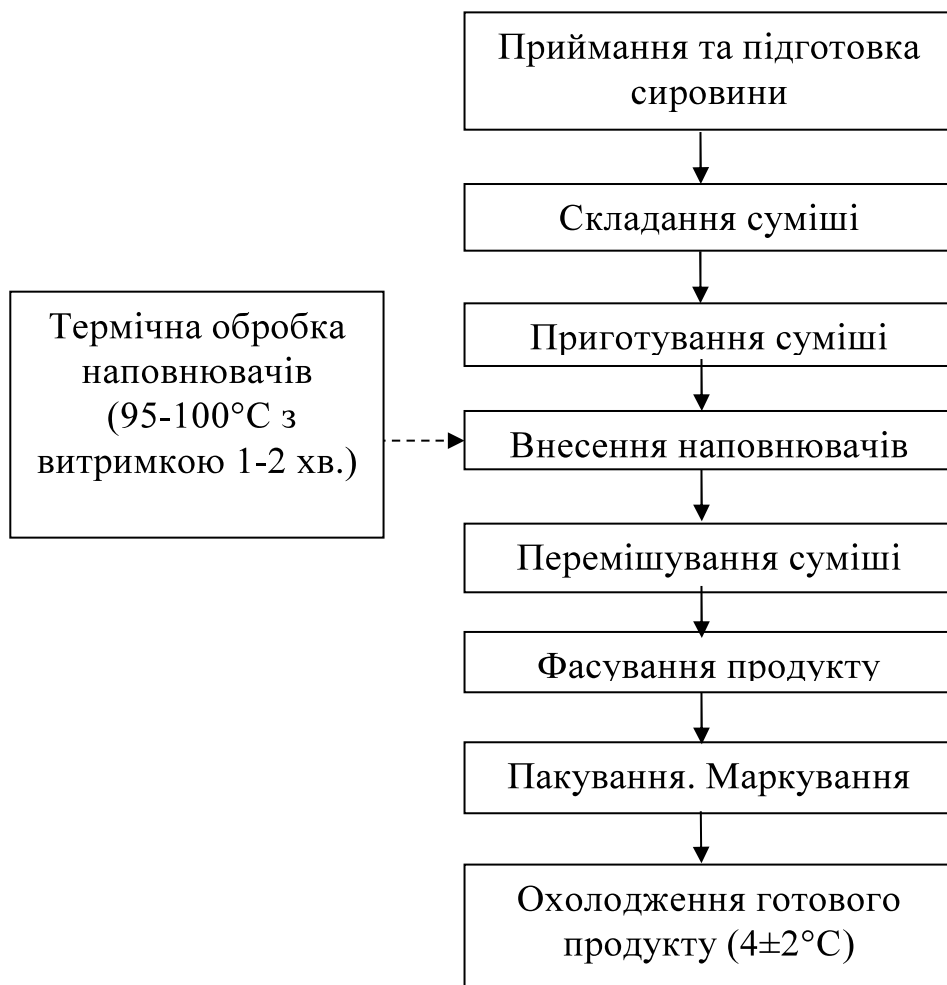 Приймання та підготовка
сировини
Складання суміші
Термічна обробка
наповнювачів
(95-100°С з
витримкою 1-2 хв.)
Приготування суміші
Внесення наповнювачів
Перемішування суміші
Фасування продукту
Пакування. Маркування
Охолодження готового
продукту (4±2°С)